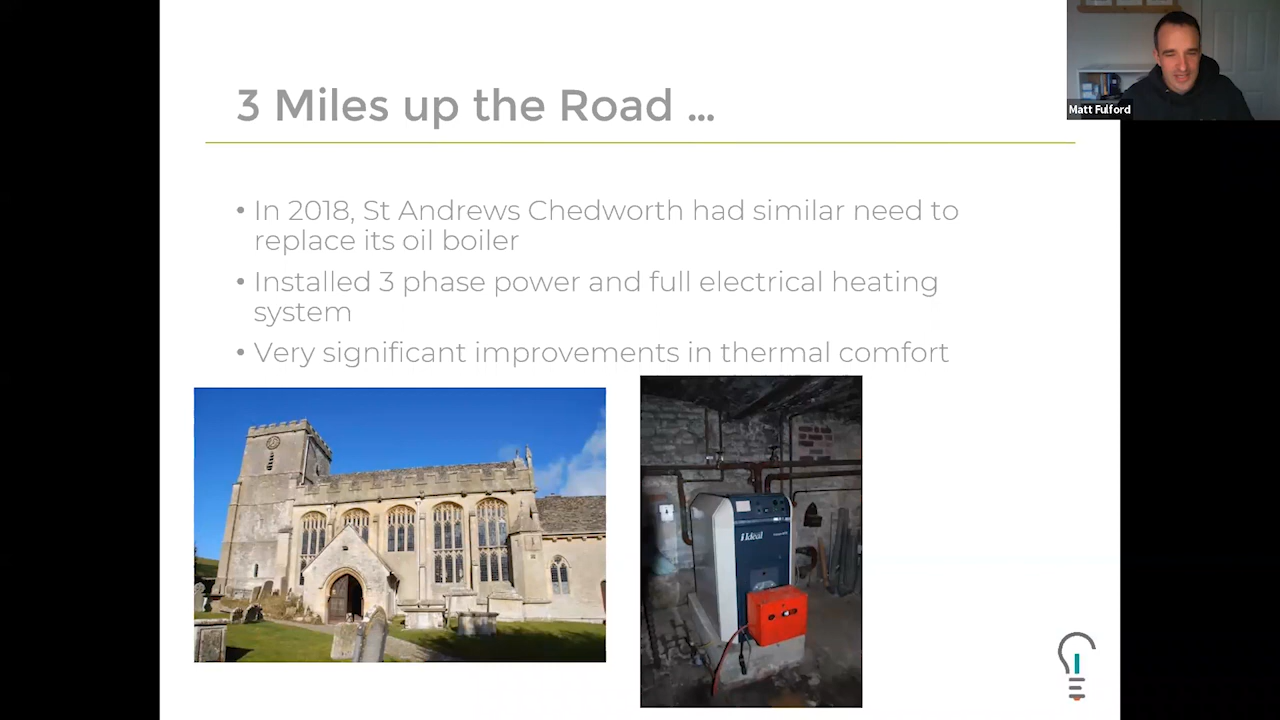 3 Miles up the Road ...
Matt Fulford
• In 2018, St Andrews Chedworth had similar need to
replace its oil boiler
• Installed 3 phase power and full electrical heating
system
• Very significant improvements in thermal comfort
Ideal